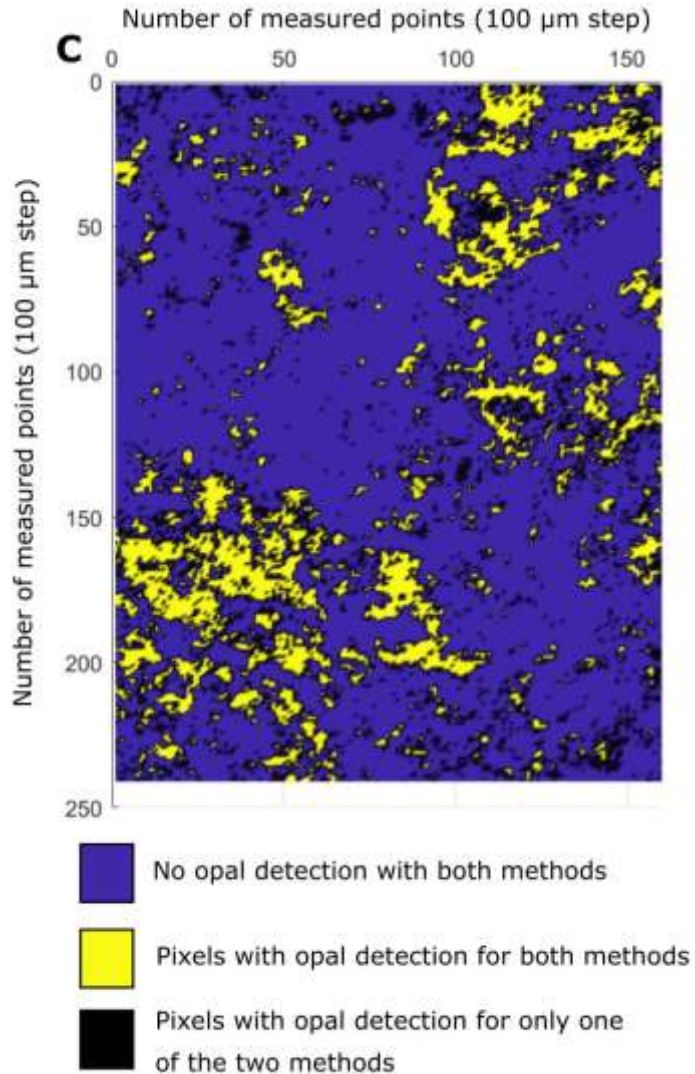 Number of measured points (100 µm step)
C
0 50 100 150
0
50
100
150
200
250
Number of measured points (100 µm step)
No opal detection with both methods
Pixels with opal detection for both methods
Pixels with opal detection for only one
of the two methods